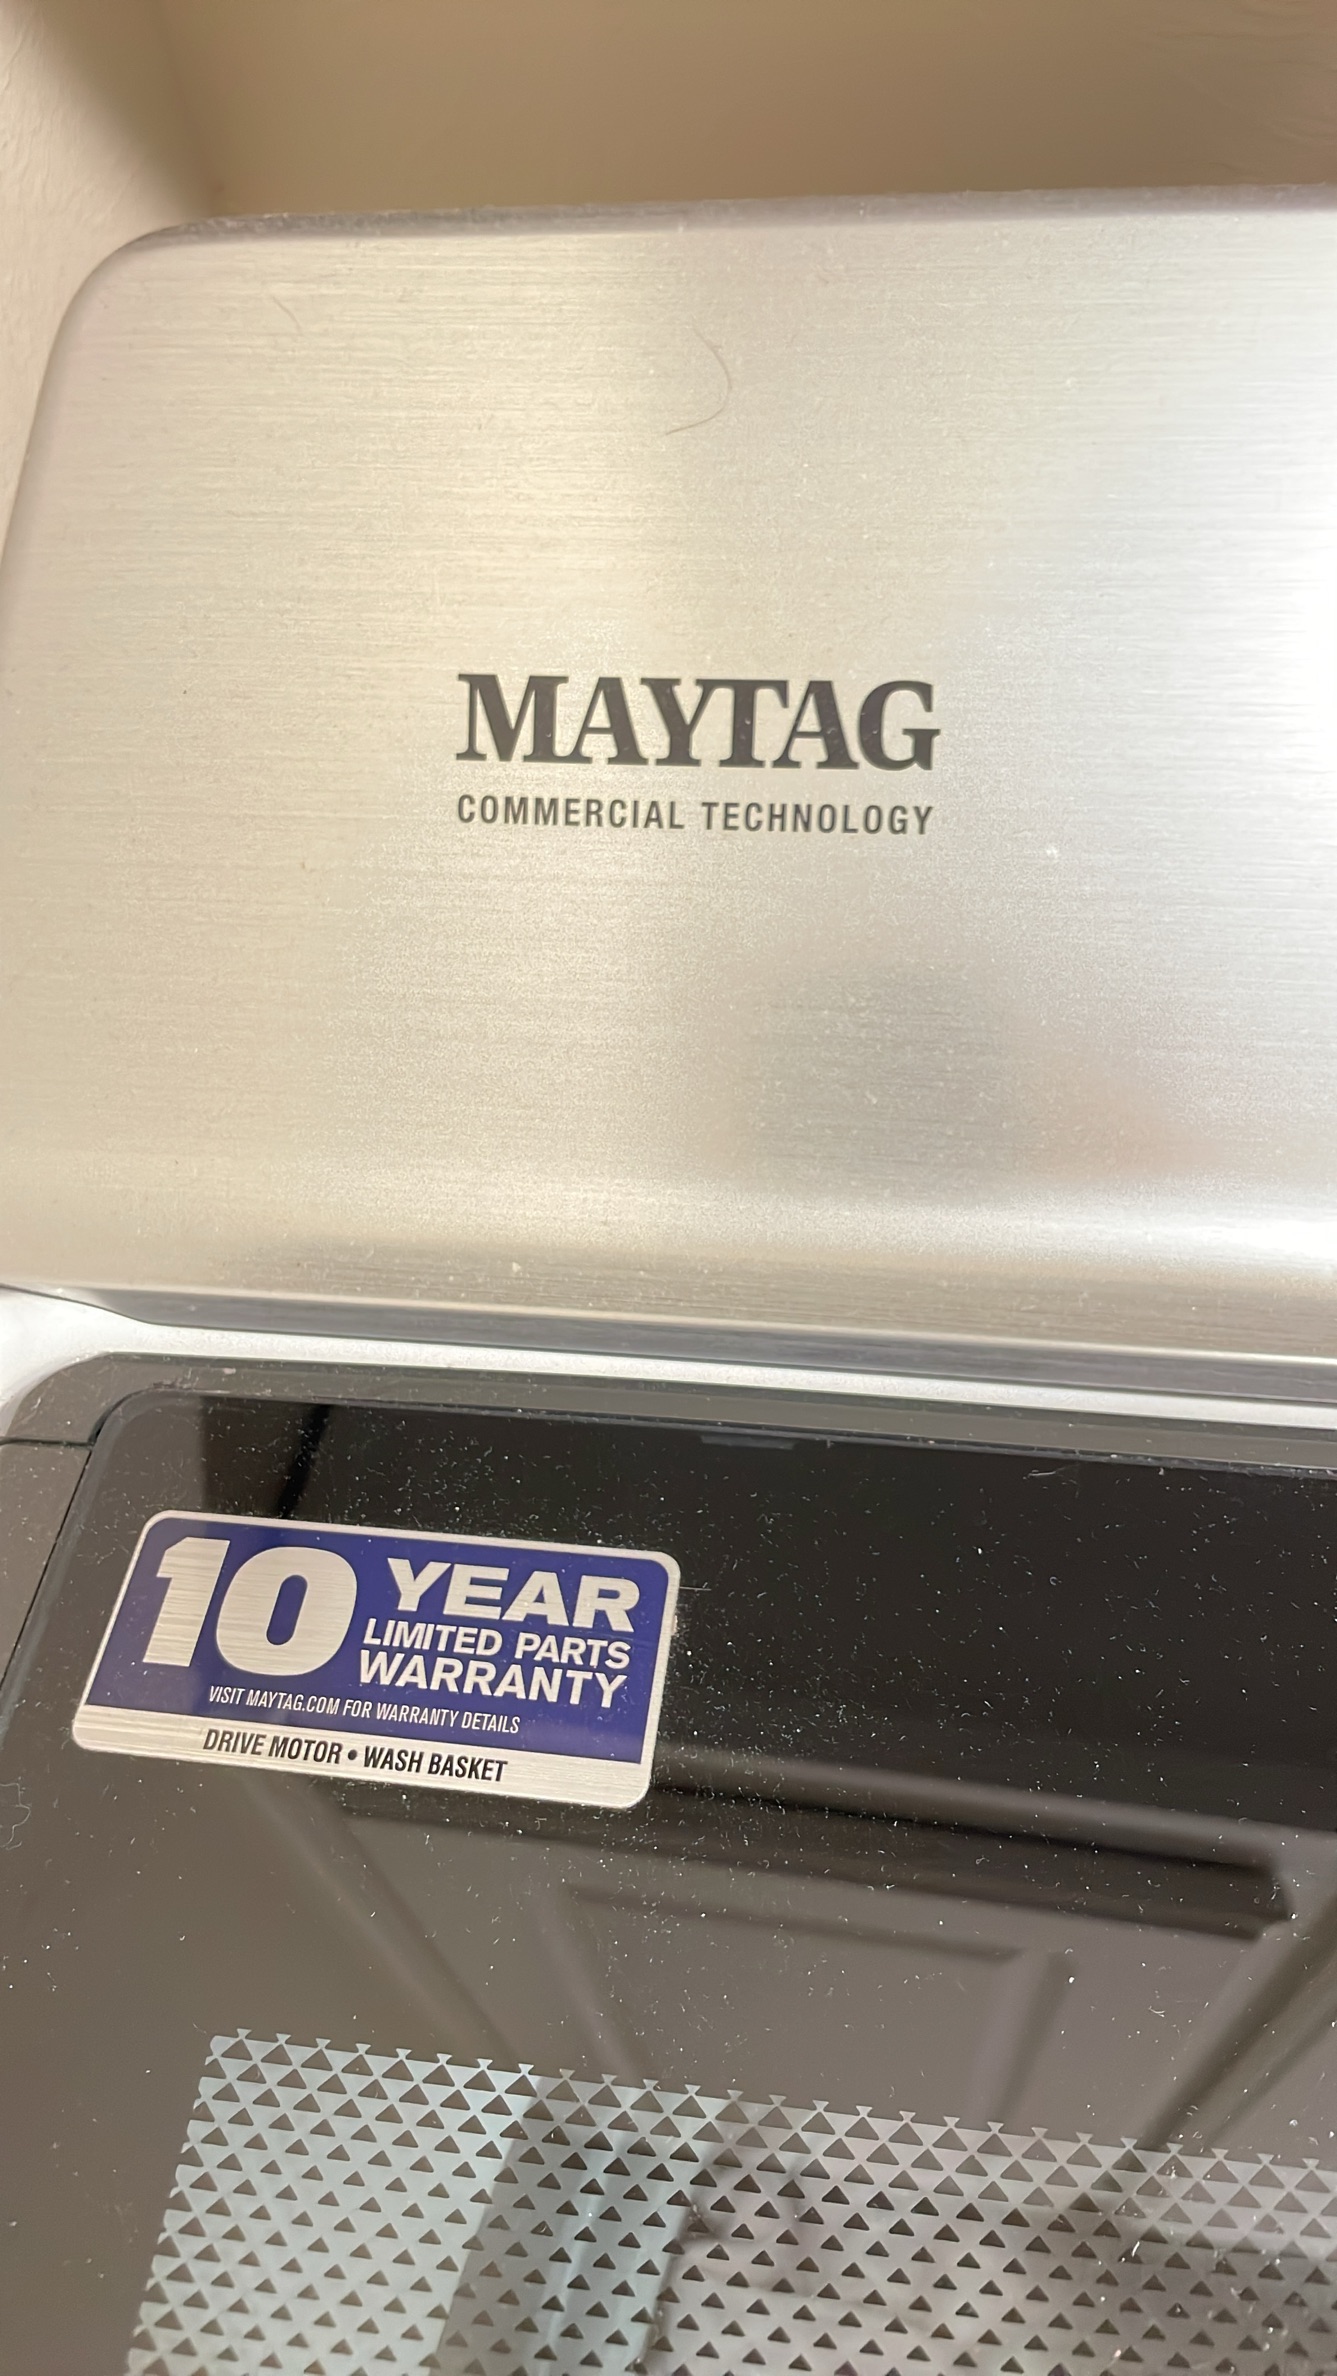 MAYTAG
COMMERCIAL TECHNOLOGY
10 YEAR
LIMITED PARTS
WARRANTY
VISIT MAYTAG.COM FOR WARRANTY DETAILS
DRIVE MOTOR • WASH BASKET